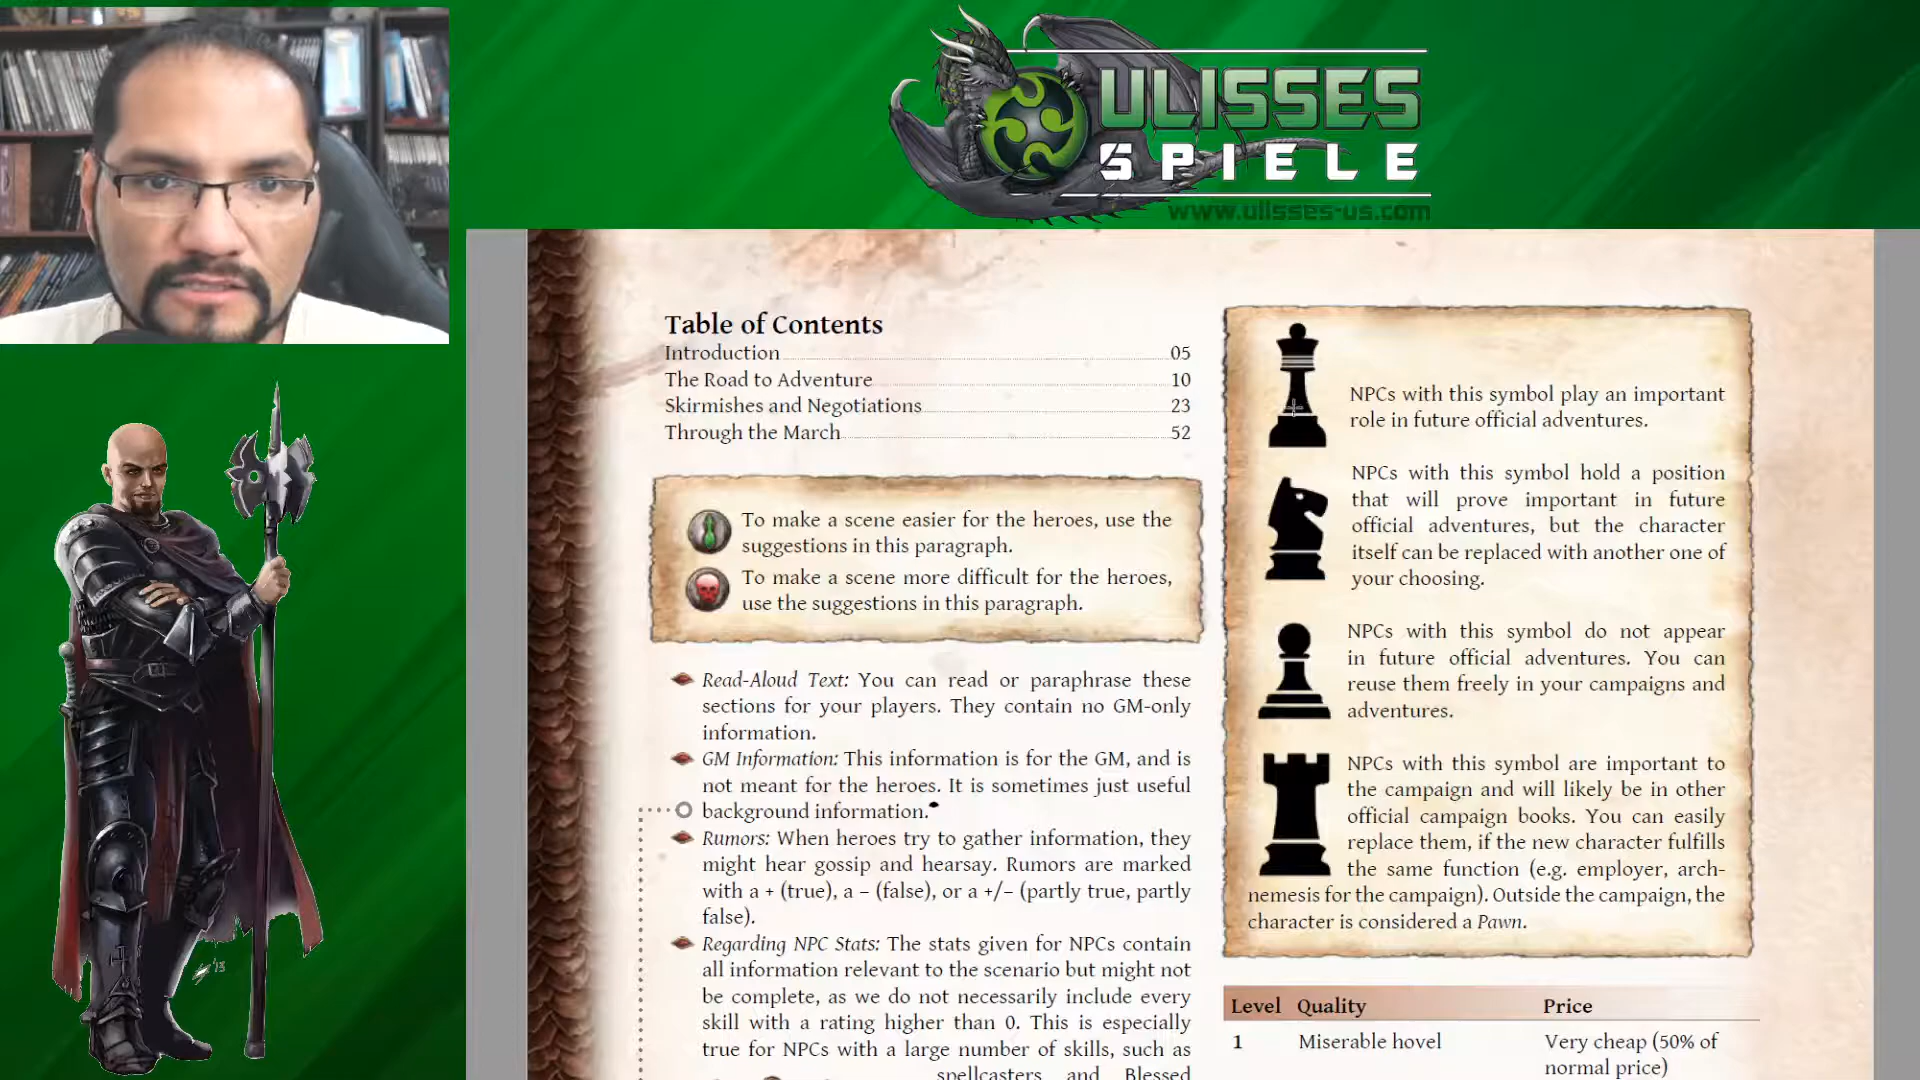 ULISSES
SPIELE
www.ulisses-us.com
Table of Contents
Introduction 05
The Road to Adventure 10
Skirmishes and Negotiations 23
Through the March 52
To make a scene easier for the heroes, use the
suggestions in this paragraph.
To make a scene more difficult for the heroes,
use the suggestions in this paragraph.
Read-Aloud Text: You can read or paraphrase these
sections for your players. They contain no GM-only
information.
GM Information: This information is for the GM, and is
not meant for the heroes. It is sometimes just useful
background information.
Rumors: When heroes try to gather information, they
might hear gossip and hearsay. Rumors are marked
with a + (true), a – (false), or a +/– (partly true, partly
false).
Regarding NPC Stats: The stats given for NPCs contain
all information relevant to the scenario but might not
be complete, as we do not necessarily include every
skill with a rating higher than 0. This is especially
true for NPCs with a large number of skills, such as
spellcasters and Blessed
NPCs with this symbol play an important
role in future official adventures.
NPCs with this symbol hold a position
that will prove important in future
official adventures, but the character
itself can be replaced with another one of
your choosing.
NPCs with this symbol do not appear
in future official adventures. You can
reuse them freely in your campaigns and
adventures.
NPCs with this symbol are important to
the campaign and will likely be in other
official campaign books. You can easily
replace them, if the new character fulfills
the same function (e.g. employer, arch-
nemesis for the campaign). Outside the campaign, the
character is considered a Pawn.
Level Quality Price
1 Miserable hovel Very cheap (50% of
normal price)
'13